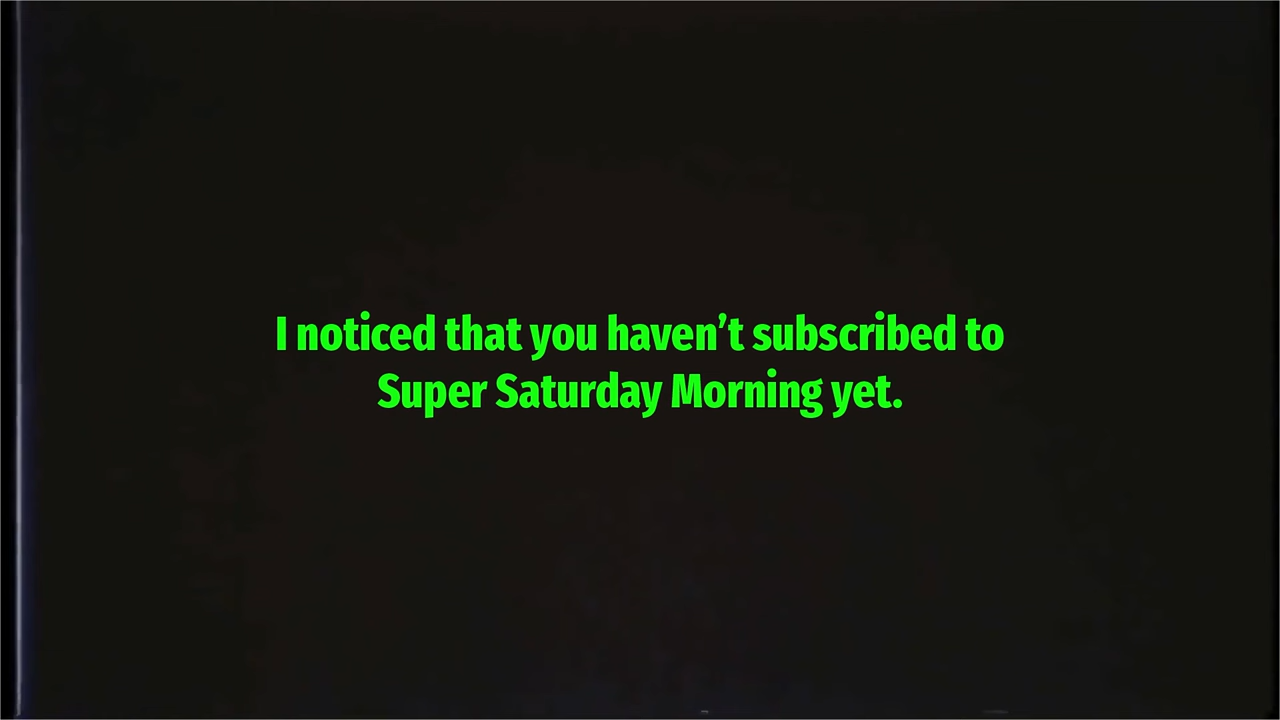 I noticed that you haven’t subscribed to
Super Saturday Morning yet.